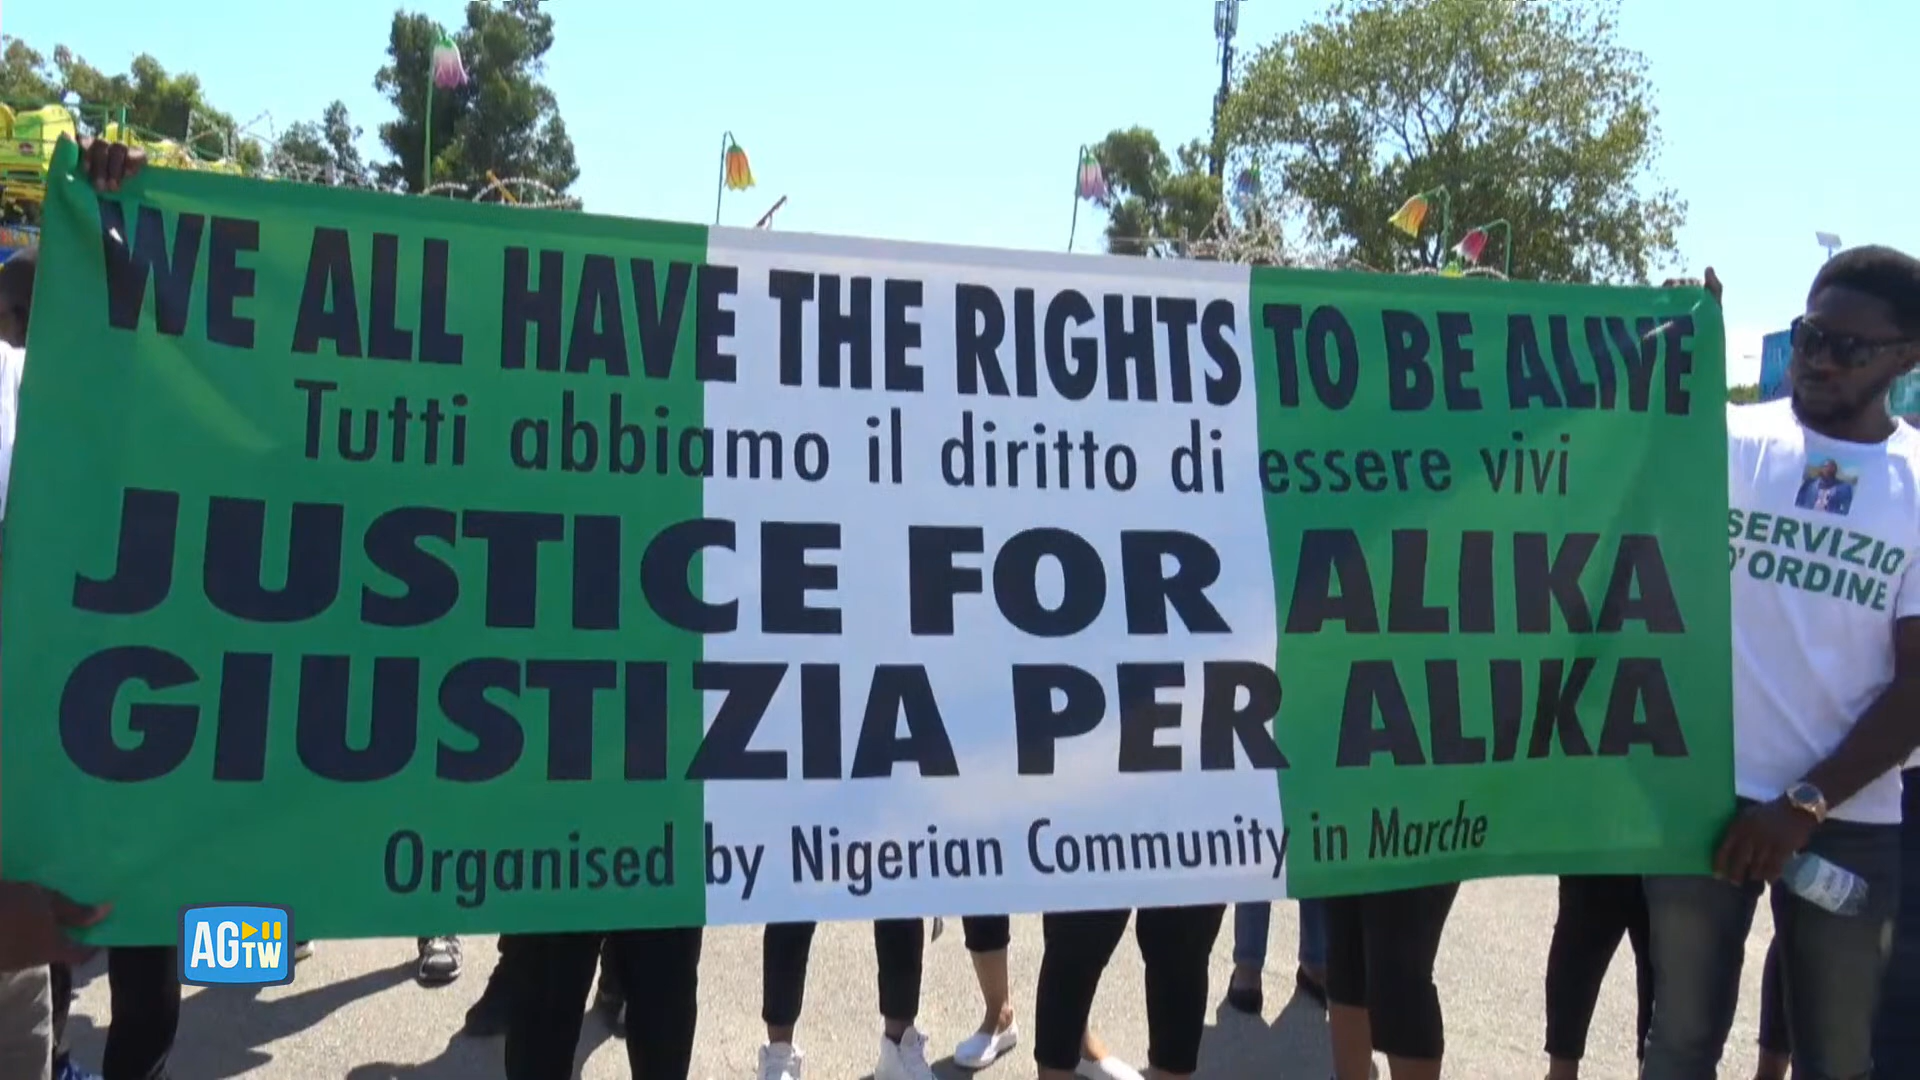 WE ALL HAVE THE RIGHTS TO BE ALIVE
Tutti abbiamo il diritto di essere vivi
JUSTICE FOR ALIKA
GIUSTIZIA PER ALIKA
Organised by Nigerian Community in Marche
SERVIZIO
D'ORDINE
AGTW